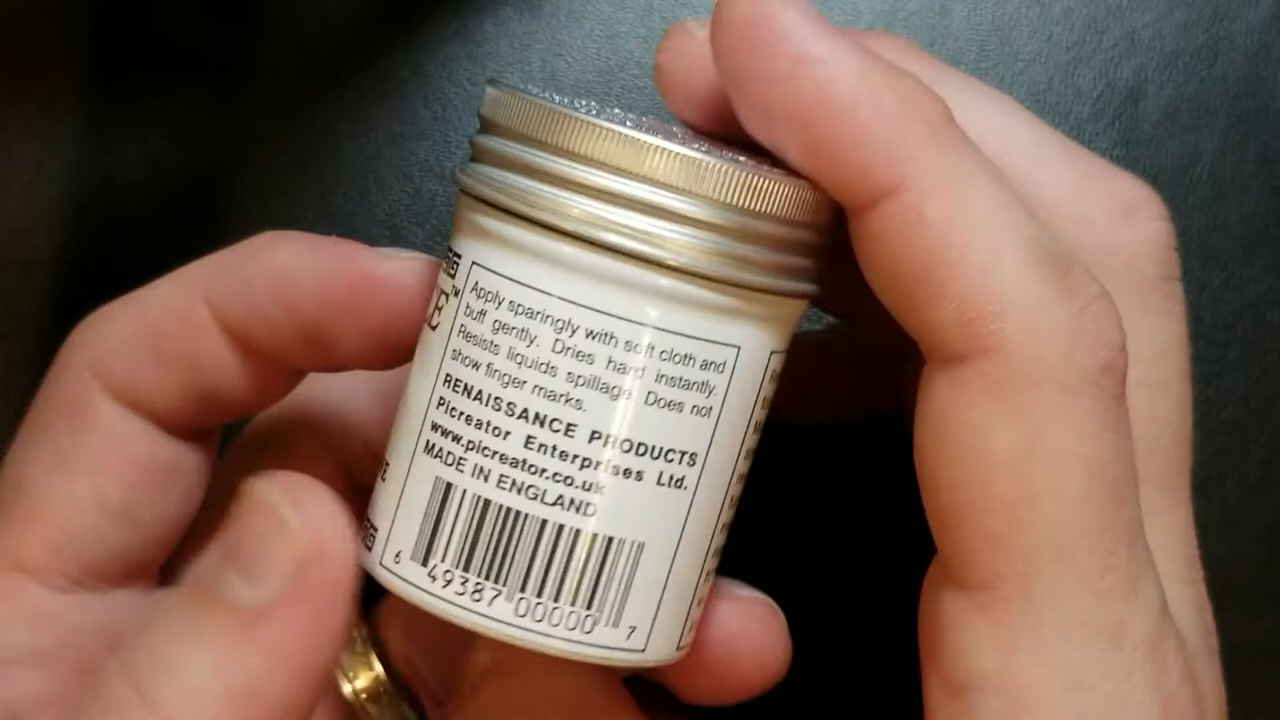 Apply sparingly with soft cloth and
buff gently. Dries hard instantly.
Resists liquids spillage. Does not
show finger marks.
RENAISSANCE PRODUCTS
Picreator Enterprises Ltd.
www.picreator.co.uk
MADE IN ENGLAND
6 49387 00000 7